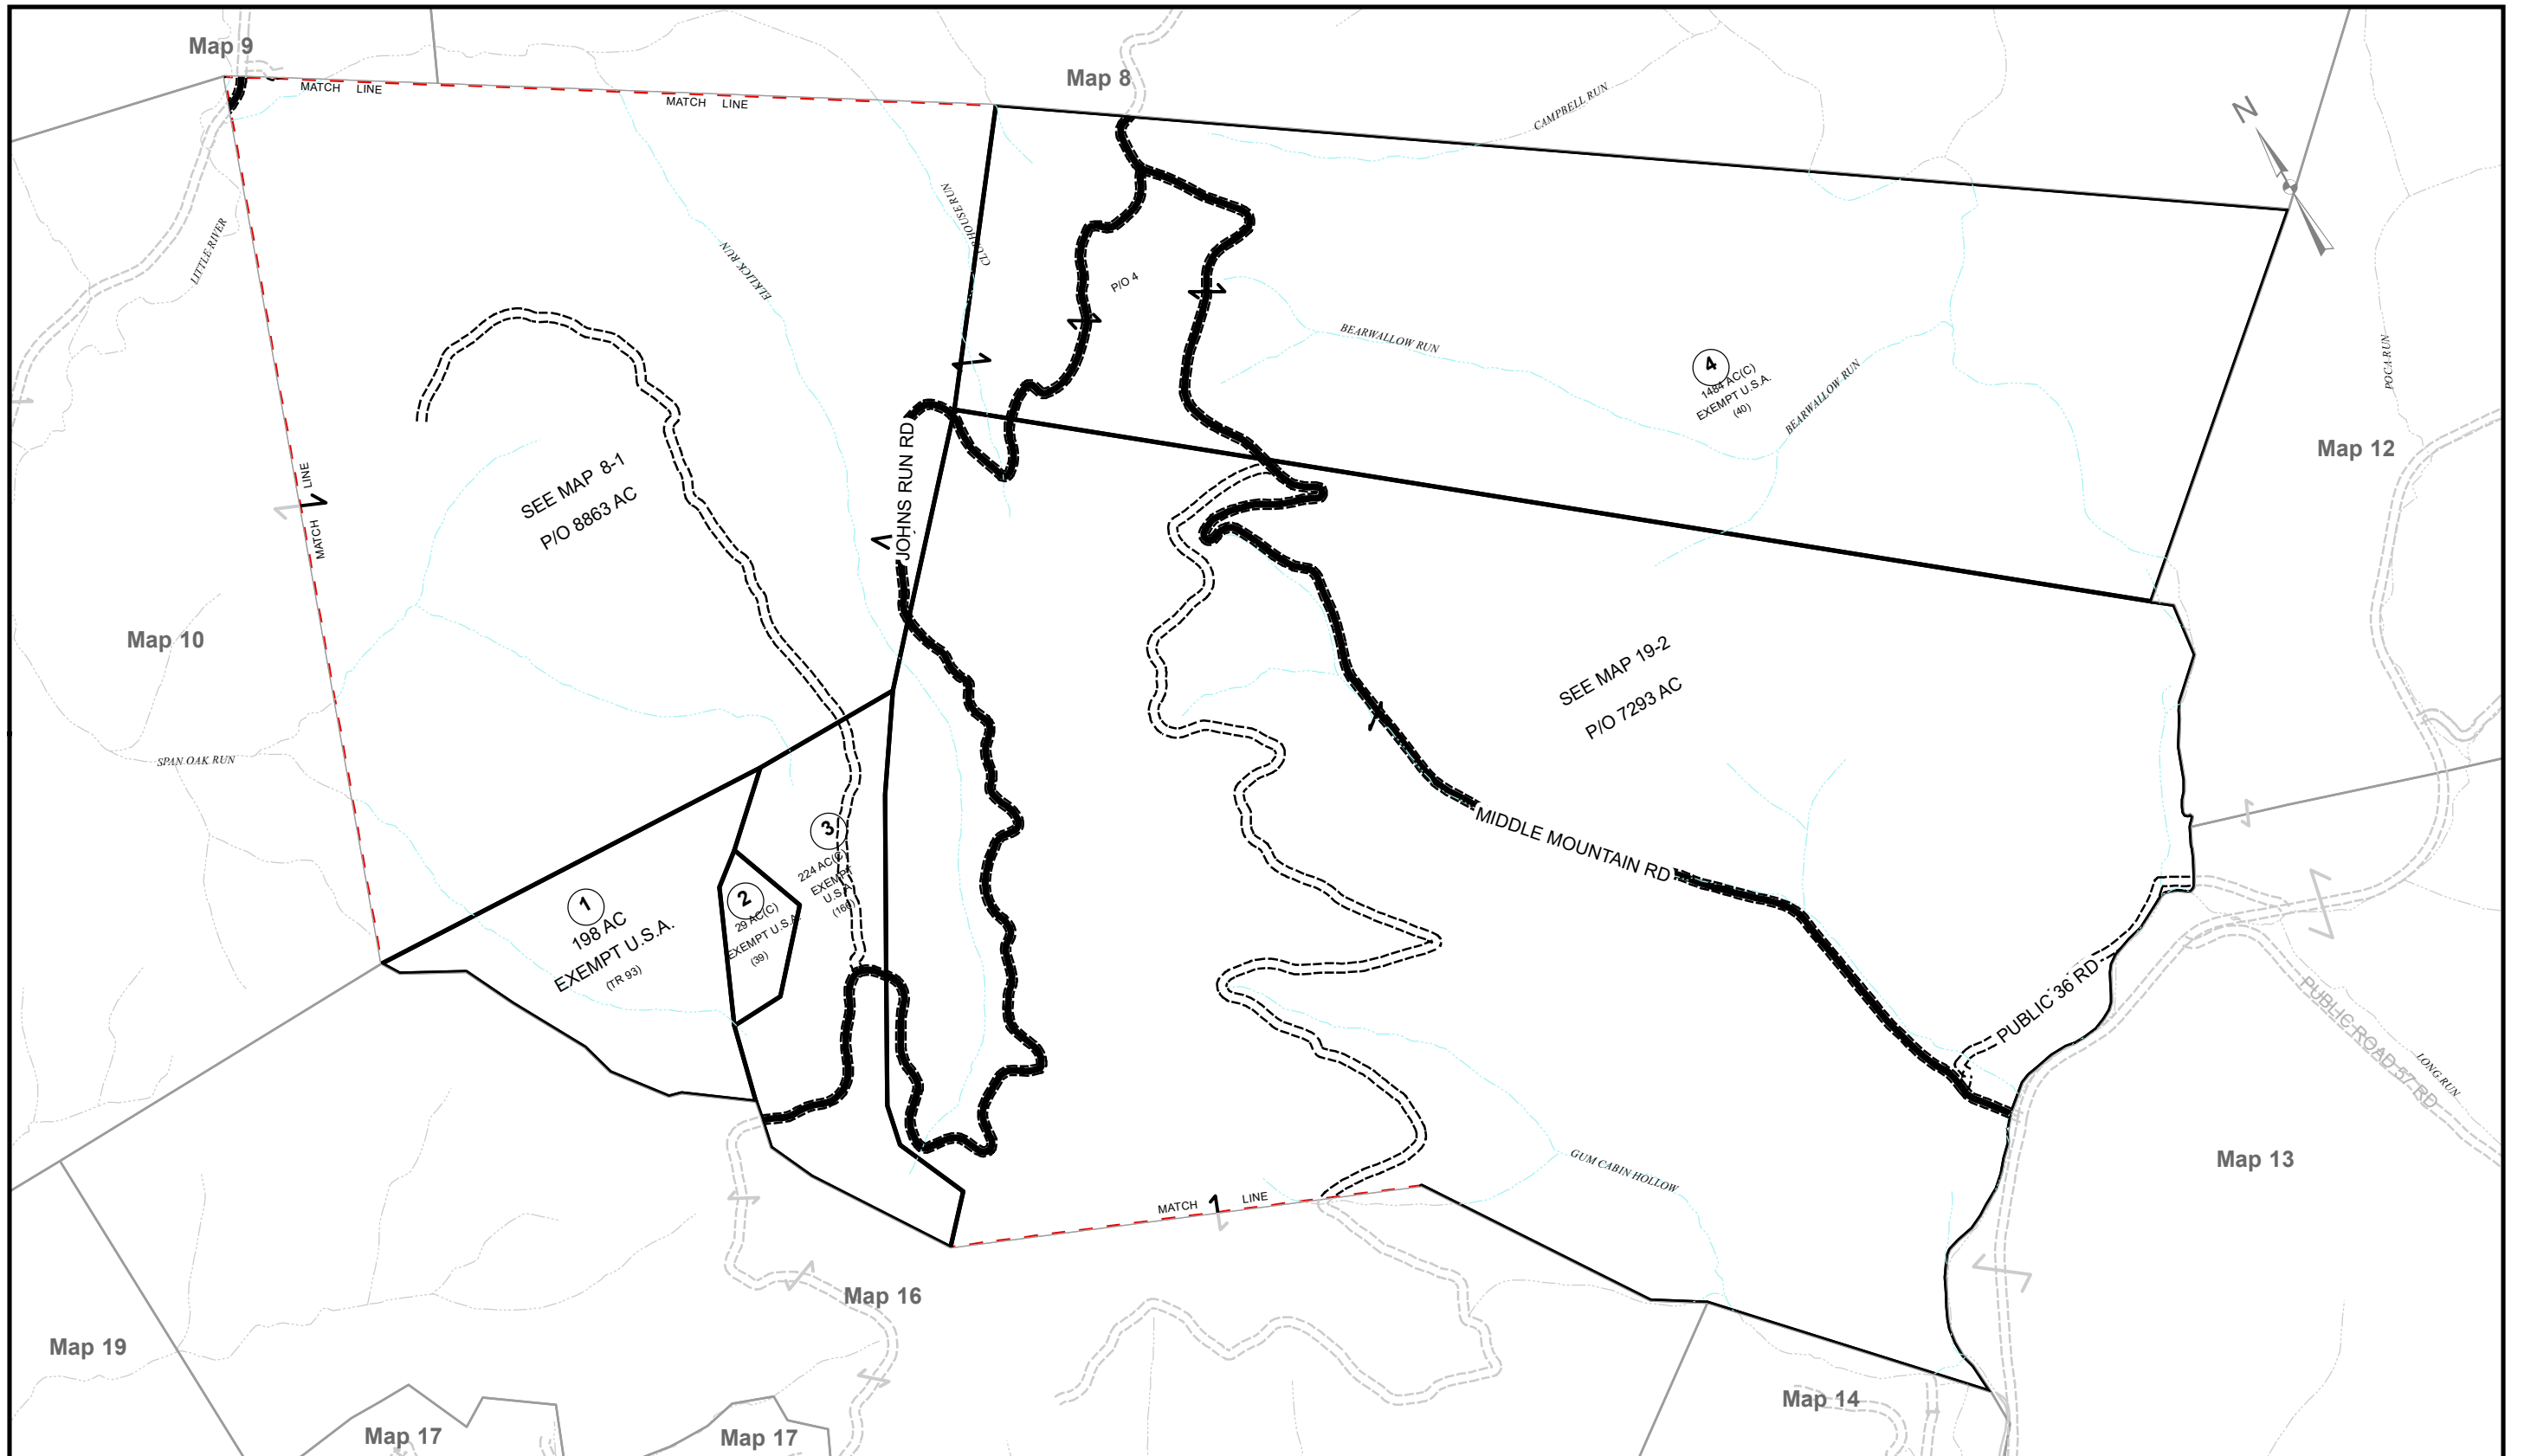 Map 9
Map 8
MATCH LINE
MATCH LINE
CAMPBELL RUN
N
LITTLE RIVER
ELKLICK RUN
CLUBHOUSE RUN
P/O 4
BEARWALLOW RUN
4
1484 AC(C)
EXEMPT U.S.A.
(40)
BEARWALLOW RUN
POCA RUN
Map 12
JOHNS RUN RD
SEE MAP 8-1
P/O 8863 AC
MATCH LINE
Map 10
SEE MAP 19-2
P/O 7293 AC
SPAN OAK RUN
MIDDLE MOUNTAIN RD
3
224 AC(C)
EXEMPT
U.S.A.
2
29 AC(C)
EXEMPT U.S.A.
(39)
1
198 AC
EXEMPT U.S.A.
(TR 93)
PUBLIC 36 RD
PUBLIC ROAD 57 RD
LONG RUN
Map 13
GUM CABIN HOLLOW
MATCH LINE
Map 16
Map 19
Map 14
Map 17
Map 17